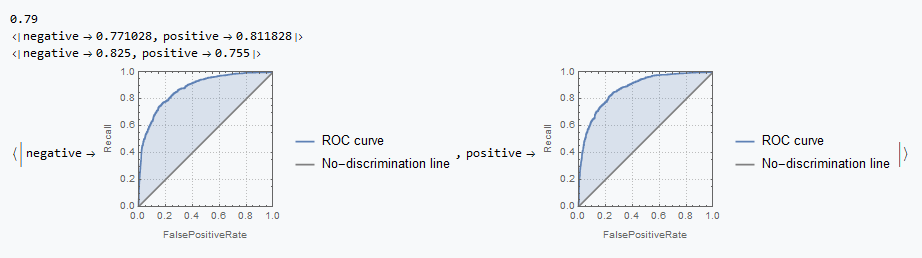 0.79
<|negative → 0.771028, positive → 0.811828|>
<|negative → 0.825, positive → 0.755|>
<|negative →
1.0
0.8
0.6
0.4
0.2
0.0
Recall
0.0 0.2 0.4 0.6 0.8 1.0
FalsePositiveRate
ROC curve
No-discrimination line
, positive →
1.0
0.8
0.6
0.4
0.2
0.0
Recall
0.0 0.2 0.4 0.6 0.8 1.0
FalsePositiveRate
ROC curve
No-discrimination line
|>